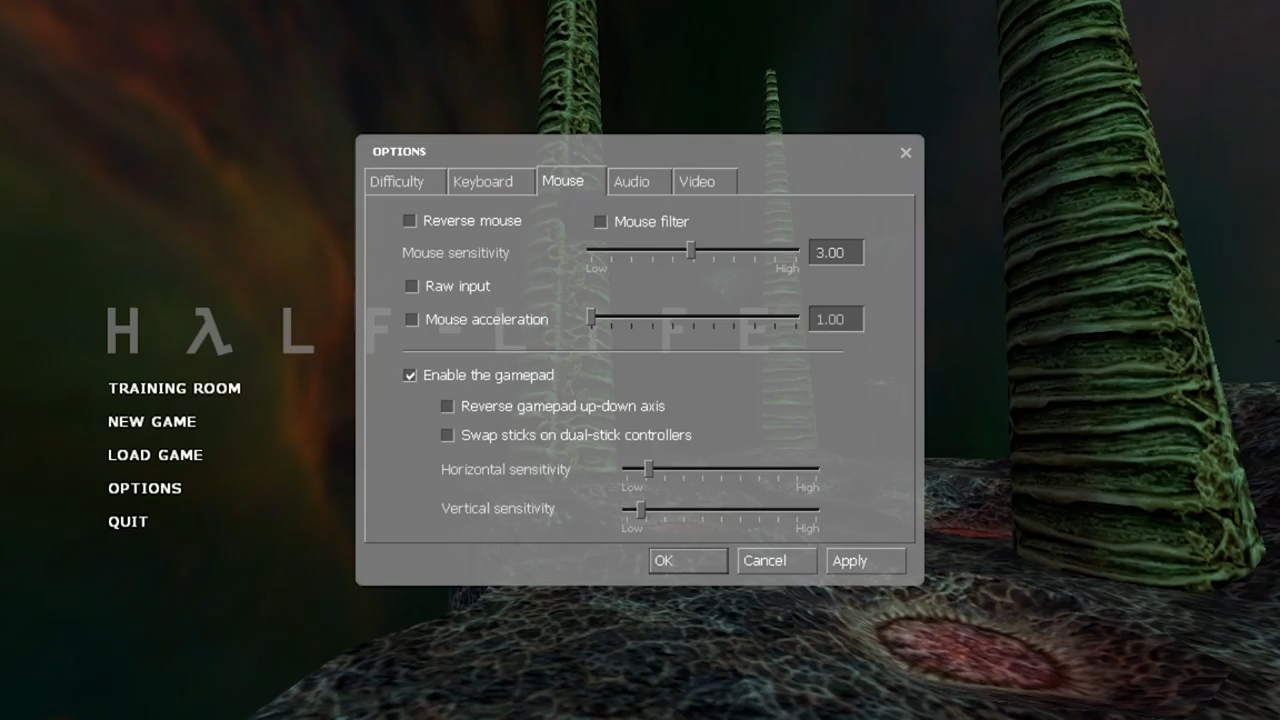 OPTIONS
Difficulty Keyboard Mouse Audio Video
Reverse mouse Mouse filter
Mouse sensitivity 3.00
Low High
Raw input
Mouse acceleration 1.00
HλLF-LIFE
Enable the gamepad
Reverse gamepad up-down axis
Swap sticks on dual-stick controllers
Horizontal sensitivity
Low High
Vertical sensitivity
Low High
OK Cancel Apply
TRAINING ROOM
NEW GAME
LOAD GAME
OPTIONS
QUIT